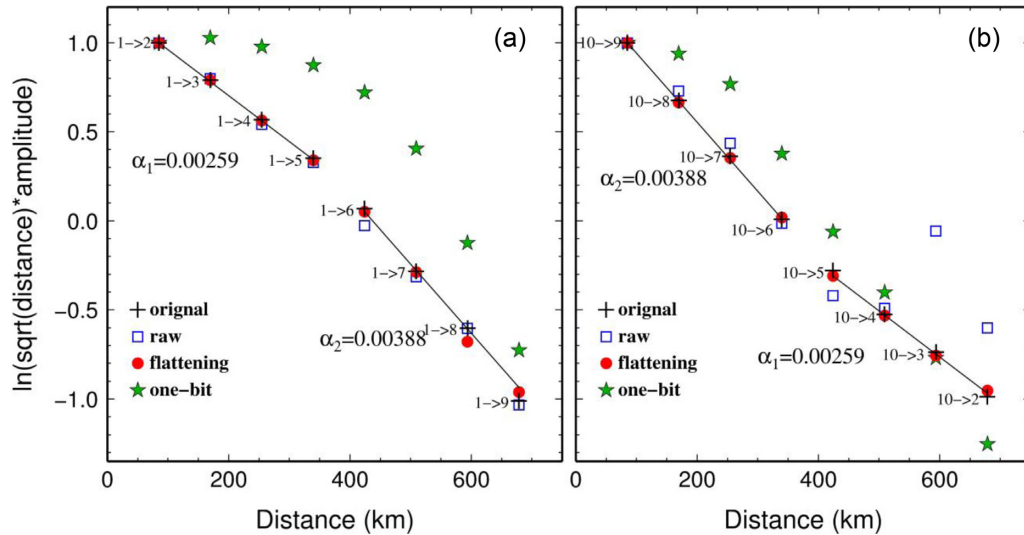 (a)
(b)
ln(sqrt(distance)*amplitude)
1.0
0.5
0.0
−0.5
−1.0
1->2
1->3
1->4
1->5
α1=0.00259
1->6
1->7
1->8
α2=0.00388
1->9
orignal
raw
flattening
one-bit
0
200
400
600
Distance (km)
10->9
10->8
10->7
α2=0.00388
10->6
10->5
10->4
10->3
α1=0.00259
10->2
orignal
raw
flattening
one-bit
0
200
400
600
Distance (km)